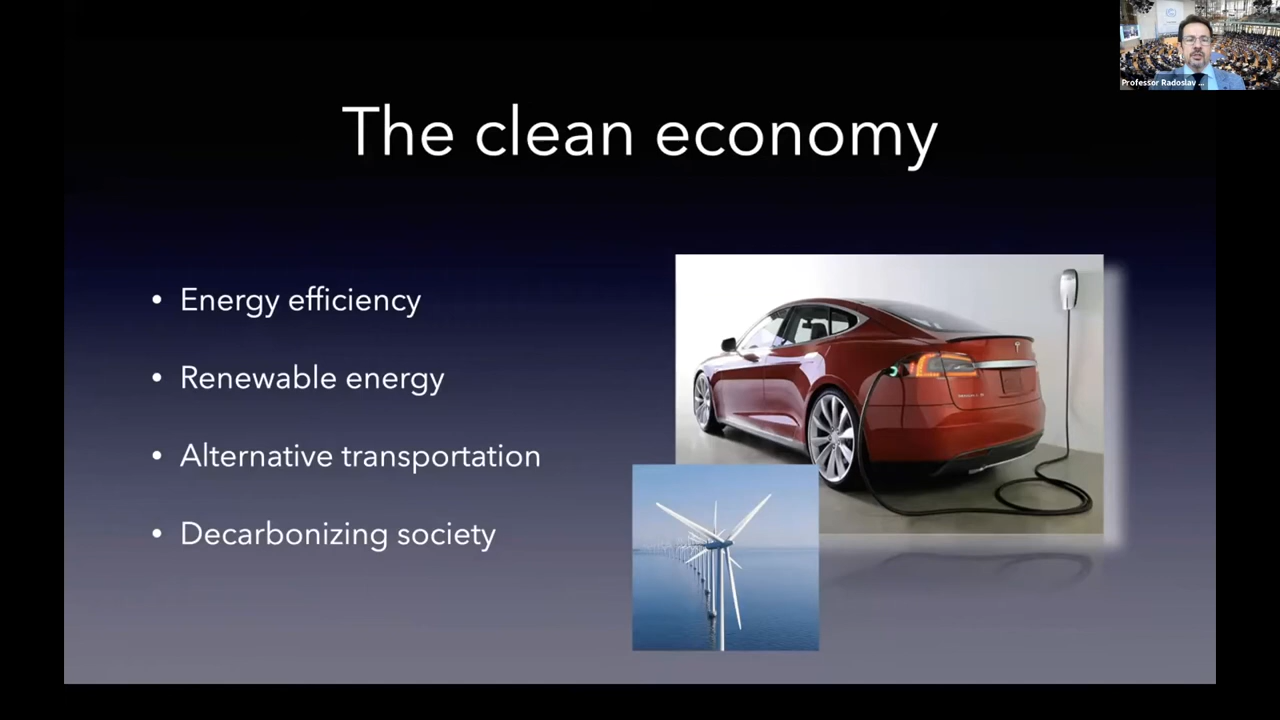 The clean economy
• Energy efficiency
• Renewable energy
• Alternative transportation
• Decarbonizing society
Professor Radoslav ...